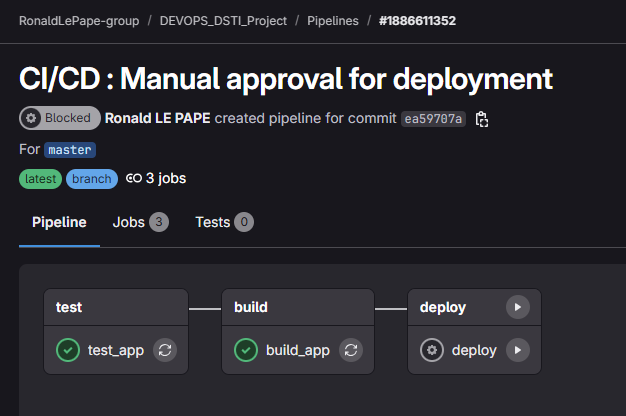 RonaldLePape-group / DEVOPS_DSTI_Project / Pipelines / #1886611352
CI/CD : Manual approval for deployment
Blocked Ronald LE PAPE created pipeline for commit ea59707a
For master
latest branch 3 jobs
Pipeline Jobs 3 Tests 0
test build deploy
test_app build_app deploy